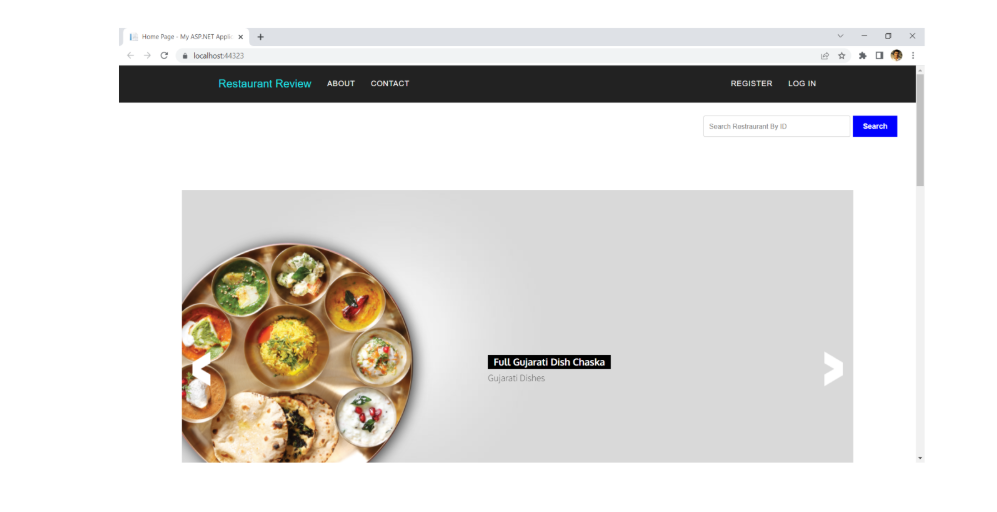 Home Page - My ASP.NET Applic
localhost:44323
Restaurant Review ABOUT CONTACT REGISTER LOG IN
Search Restraurant By ID Search
Full Gujarati Dish Chaska
Gujarati Dishes